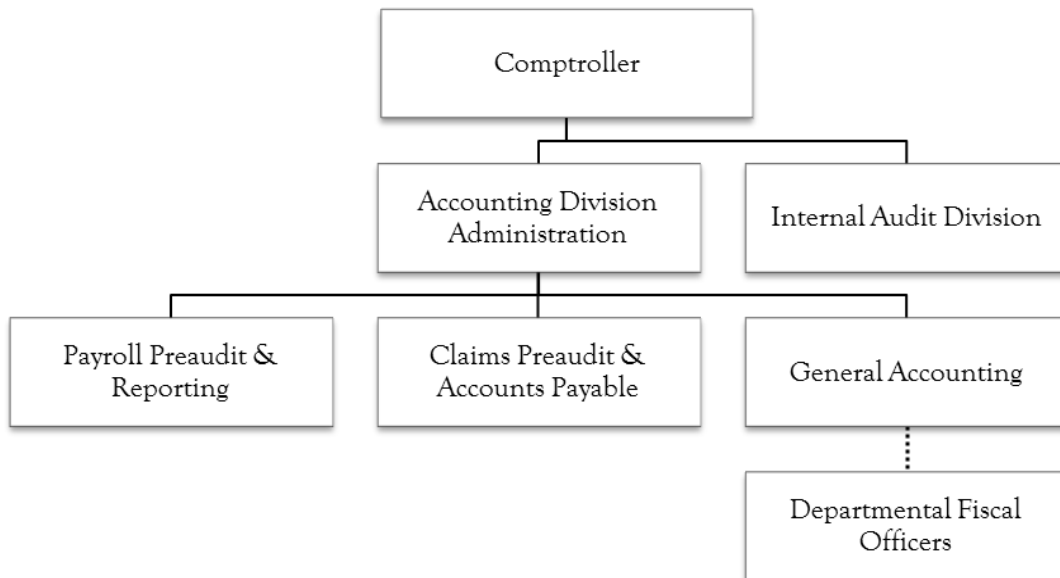 Comptroller
Accounting Division
Administration
Internal Audit Division
Payroll Preaudit &
Reporting
Claims Preaudit &
Accounts Payable
General Accounting
Departmental Fiscal
Officers